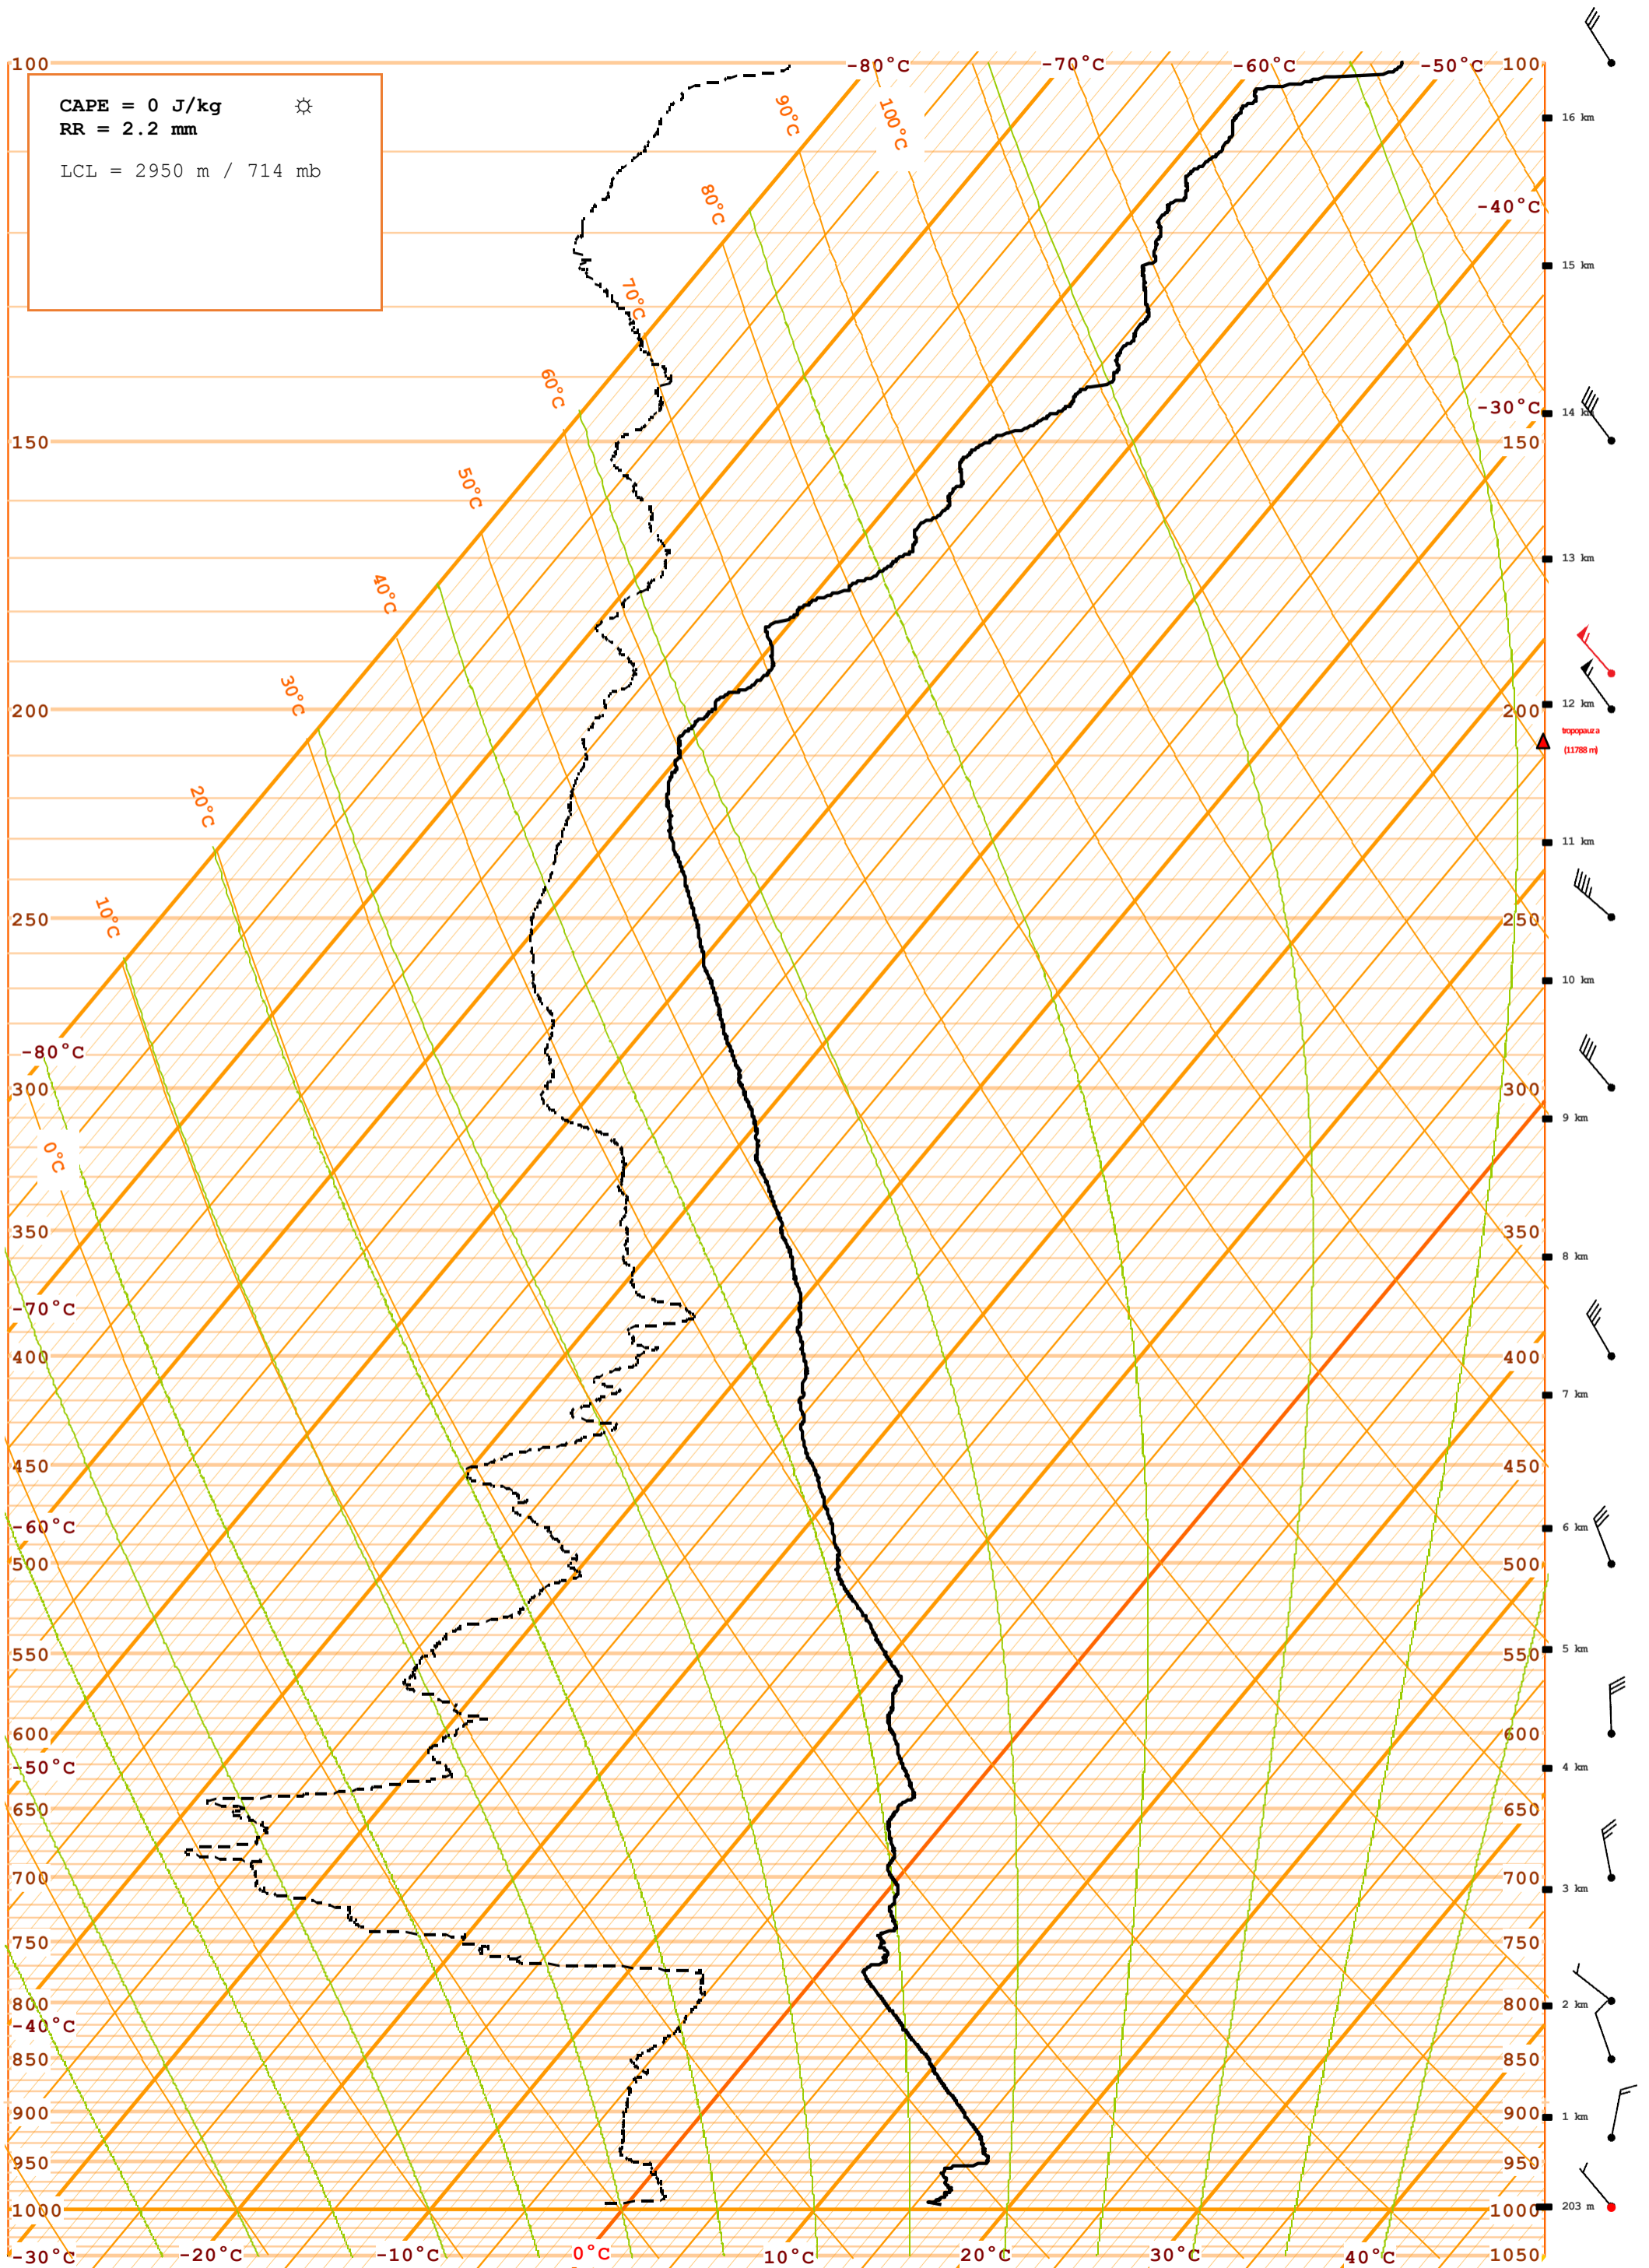 -80°C -70°C -60°C -50°C
100 100
CAPE = 0 J/kg ☼
RR = 2.2 mm
LCL = 2950 m / 714 mb
90°C 100°C
16 km
80°C
-40°C
15 km
70°C
60°C
-30°C
14 km
150 150
50°C
13 km
40°C
30°C
12 km
200 200
tropopauza
(11788 m)
20°C
11 km
10°C
250 250
10 km
-80°C
300 300
9 km
0°C
350 350
8 km
-70°C
400 400
7 km
450 450
-60°C
6 km
500 500
5 km
550 550
600 600
-50°C
4 km
650 650
700 700
3 km
750 750
800 800
2 km
-40°C
850 850
900 900
1 km
950 950
1000 1000
203 m
-30°C -20°C -10°C 0°C 10°C 20°C 30°C 40°C 1050